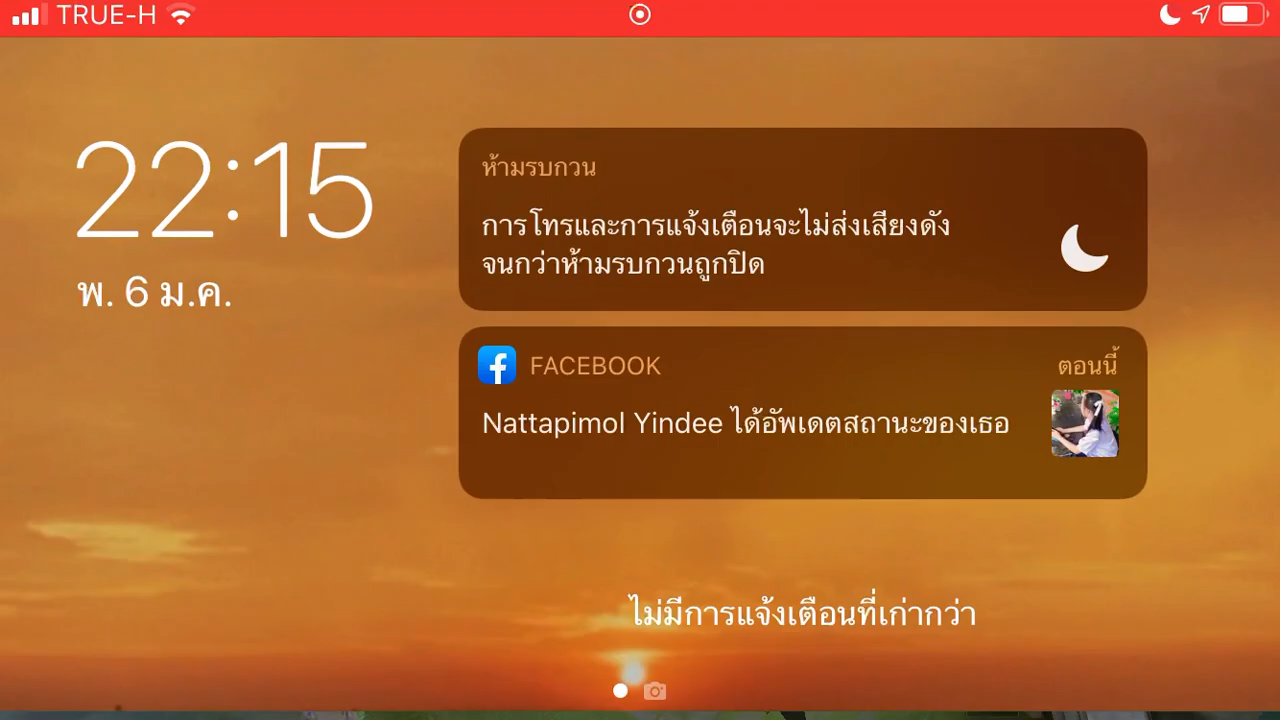 TRUE-H
22:15
พ. 6 ม.ค.
ห้ามรบกวน
การโทรและการแจ้งเตือนจะไม่ส่งเสียงดัง
จนกว่าห้ามรบกวนถูกปิด
FACEBOOK
ตอนนี้
Nattapimol Yindee ได้อัพเดตสถานะของเธอ
ไม่มีการแจ้งเตือนที่เก่ากว่า